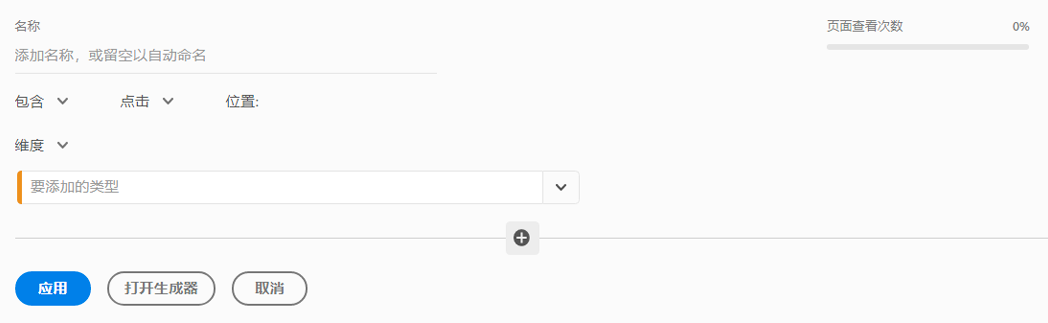 名称
页面查看次数 0%
添加名称，或留空以自动命名
包含 点击 位置:
维度
要添加的类型
应用 打开生成器 取消